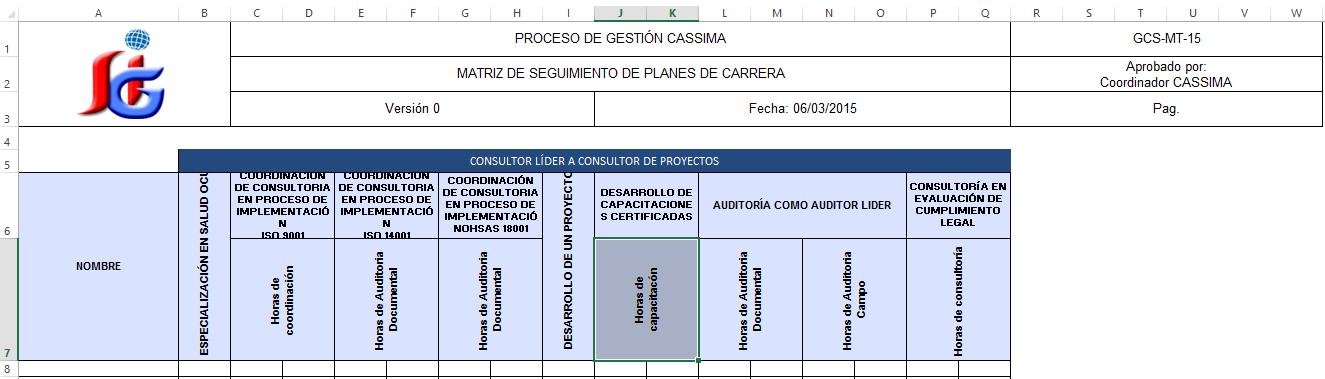 A B C D E F G H I J K L M N O P Q R S T U V W
1
PROCESO DE GESTIÓN CASSIMA
GCS-MT-15
2
MATRIZ DE SEGUIMIENTO DE PLANES DE CARRERA
Aprobado por:
Coordinador CASSIMA
3
Versión 0
Fecha: 06/03/2015
Pag.
4
5
CONSULTOR LÍDER A CONSULTOR DE PROYECTOS
6
NOMBRE
ESPECIALIZACIÓN EN SALUD OCU
COORDINACIÓN
DE CONSULTORIA
EN PROCESO DE
IMPLEMENTACIÓ
N
ISO 9001
COORDINACIÓN
DE CONSULTORIA
EN PROCESO DE
IMPLEMENTACIÓ
N
ISO 14001
COORDINACIÓN
DE CONSULTORIA
EN PROCESO DE
IMPLEMENTACIÓ
NOHSAS 18001
DESARROLLO DE UN PROYECTO
DESARROLLO DE
CAPACITACIONE
S CERTIFICADAS
AUDITORÍA COMO AUDITOR LIDER
CONSULTORÍA EN
EVALUACIÓN DE
CUMPLIMIENTO
LEGAL
7
Horas de
coordinación
Horas de Auditoria
Documental
Horas de Auditoria
Documental
Horas de
capacitacón
Horas de Auditoria
Documental
Horas de Auditoria
Campo
Horas de consultoría
8